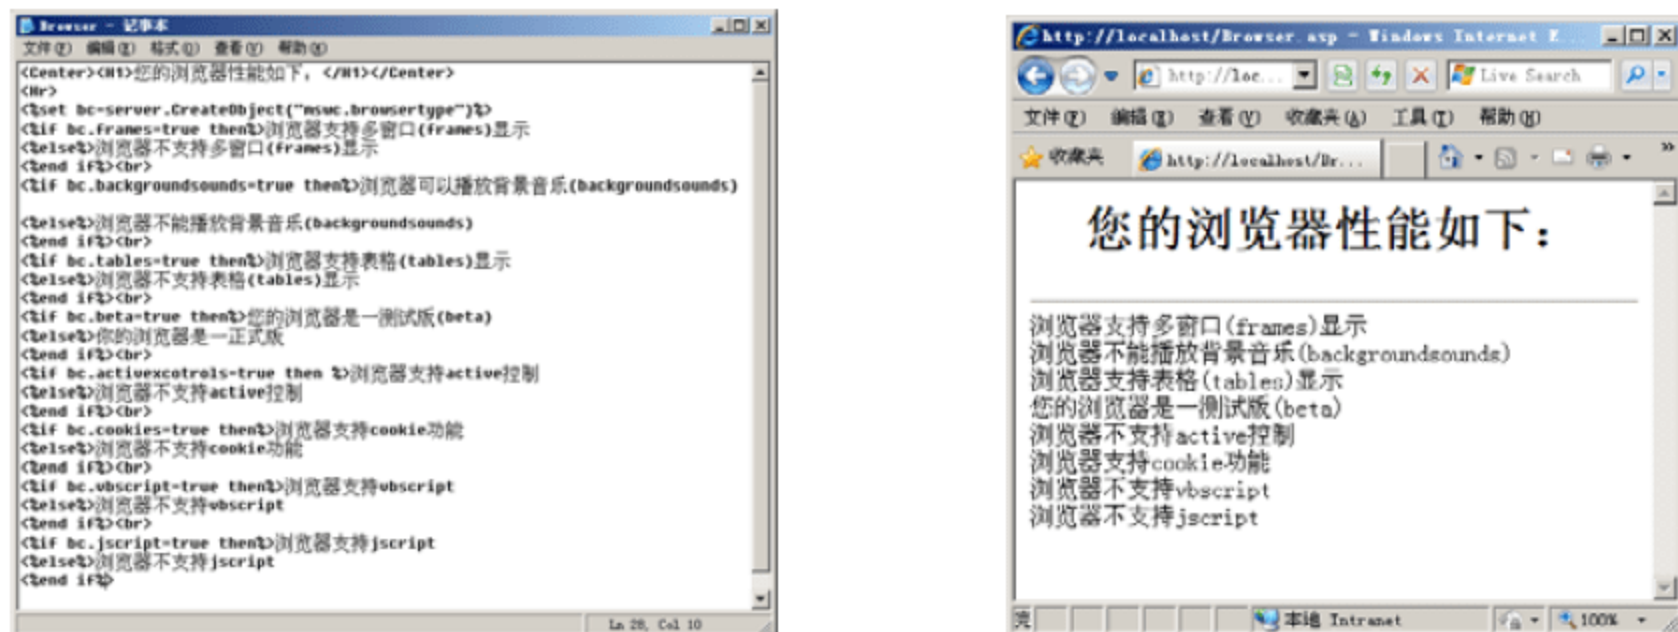 Browser - 记事本
文件(F) 编辑(E) 格式(O) 查看(V) 帮助(H)
<Center><H1>您的浏览器性能如下，</H1></Center>
<Hr>
<%set bc=server.CreateObject("mswc.browsertype")%>
<%if bc.frames=true then%>浏览器支持多窗口(frames)显示
<%else%>浏览器不支持多窗口(frames)显示
<%end if%><br>
<%if bc.backgroundsounds=true then%>浏览器可以播放背景音乐(backgroundsounds)
<%else%>浏览器不能播放背景音乐(backgroundsounds)
<%end if%><br>
<%if bc.tables=true then%>浏览器支持表格(tables)显示
<%else%>浏览器不支持表格(tables)显示
<%end if%><br>
<%if bc.beta=true then%>您的浏览器是一测试版(beta)
<%else%>你的浏览器是一正式版
<%end if%><br>
<%if bc.activexcotrols=true then %>浏览器支持active控制
<%else%>浏览器不支持active控制
<%end if%><br>
<%if bc.cookies=true then%>浏览器支持cookie功能
<%else%>浏览器不支持cookie功能
<%end if%><br>
<%if bc.vbscript=true then%>浏览器支持vbscript
<%else%>浏览器不支持vbscript
<%end if%><br>
<%if bc.jscript=true then%>浏览器支持jscript
<%else%>浏览器不支持jscript
<%end if%>
Ln 28, Col 10
http://localhost/Browser.asp - Windows Internet E...
http://loc... Live Search
文件(F) 编辑(E) 查看(V) 收藏夹(A) 工具(T) 帮助(H)
收藏夹 http://localhost/Br... »
您的浏览器性能如下：
浏览器支持多窗口(frames)显示
浏览器不能播放背景音乐(backgroundsounds)
浏览器支持表格(tables)显示
您的浏览器是一测试版(beta)
浏览器不支持active控制
浏览器支持cookie功能
浏览器不支持vbscript
浏览器不支持jscript
完 本地 Intranet 100%